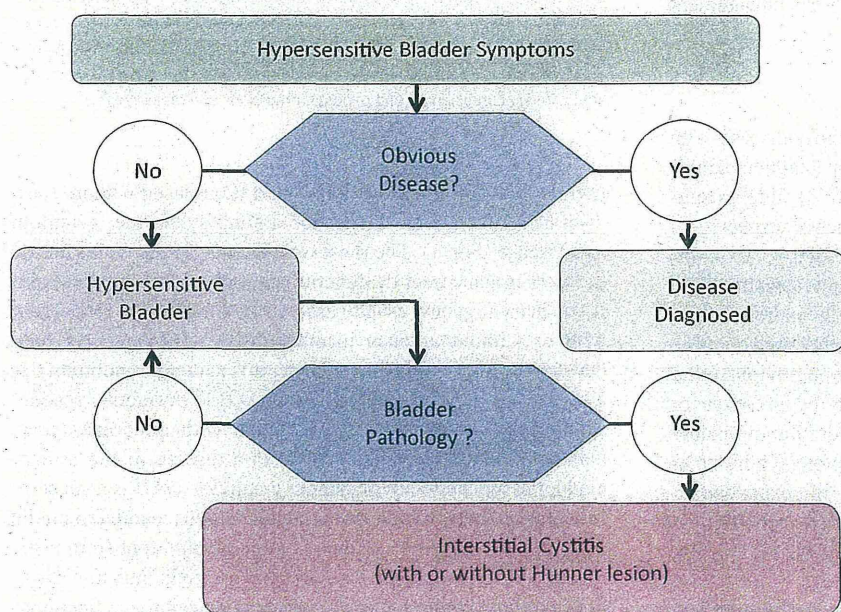 Hypersensitive Bladder Symptoms
Obvious
Disease?
No
Yes
Hypersensitive
Bladder
Disease
Diagnosed
Bladder
Pathology ?
No
Yes
Interstitial Cystitis
(with or without Hunner lesion)